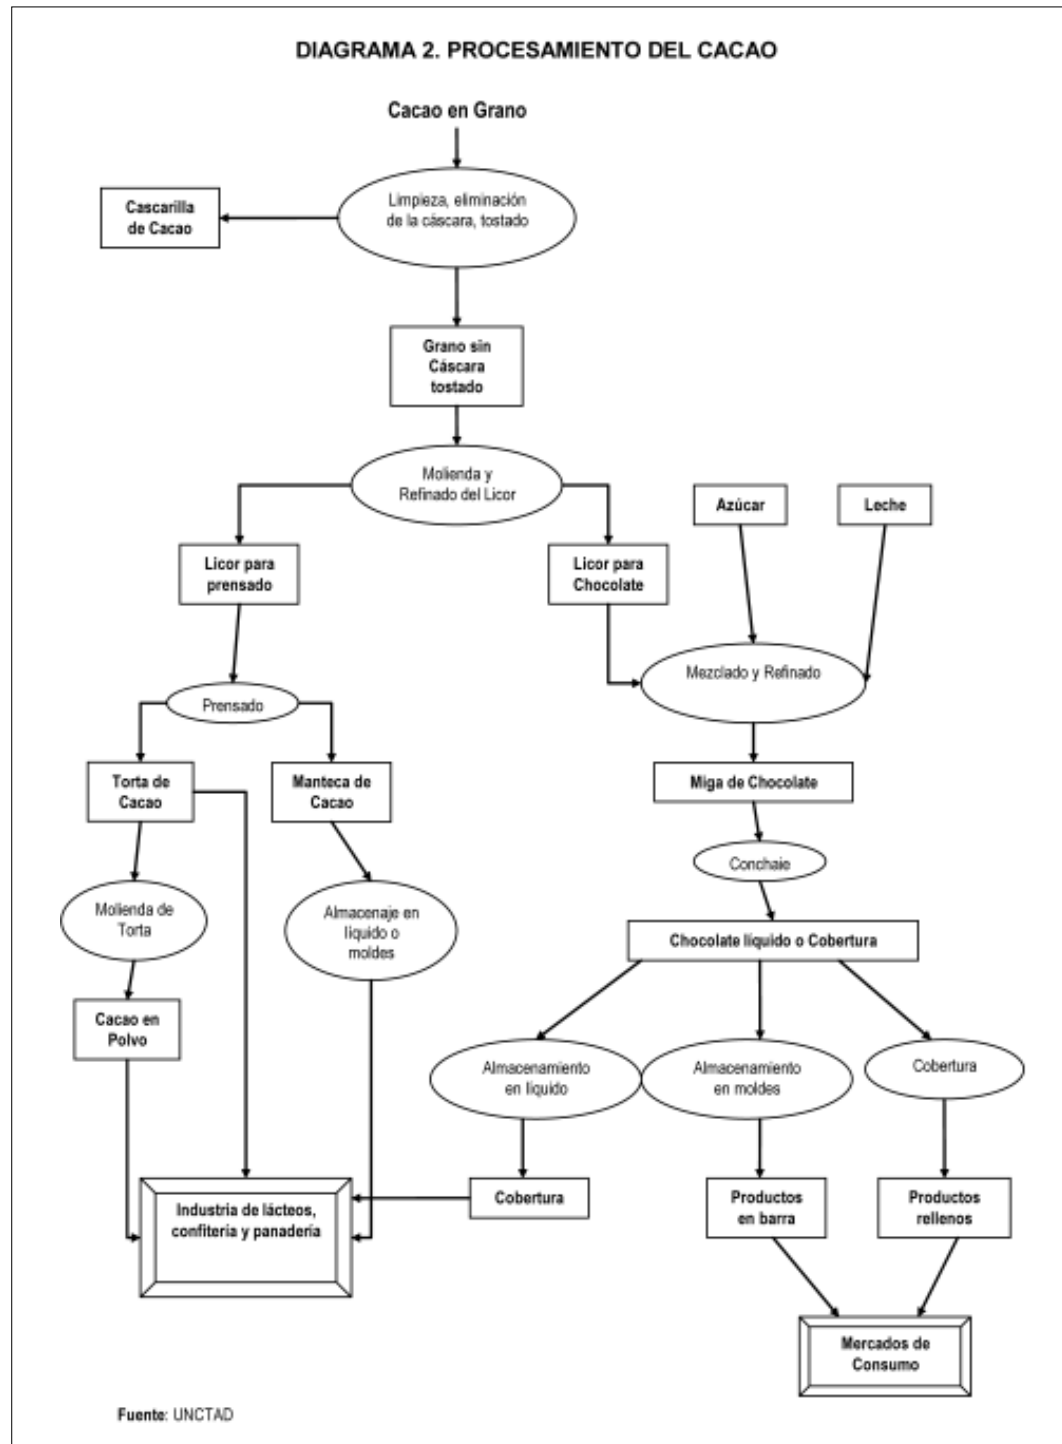 DIAGRAMA 2. PROCESAMIENTO DEL CACAO
Cacao en Grano
Limpieza, eliminación
de la cáscara, tostado
Cascarilla
de Cacao
Grano sin
Cáscara
tostado
Molienda y
Refinado del Licor
Azúcar
Leche
Licor para
prensado
Licor para
Chocolate
Mezclado y Refinado
Prensado
Torta de
Cacao
Manteca de
Cacao
Miga de Chocolate
Conchaie
Molienda de
Torta
Almacenaje en
líquido o
moldes
Chocolate líquido o Cobertura
Cacao en
Polvo
Almacenamiento
en líquido
Almacenamiento
en moldes
Cobertura
Industria de lácteos,
confitería y panadería
Cobertura
Productos
en barra
Productos
rellenos
Mercados de
Consumo
Fuente: UNCTAD